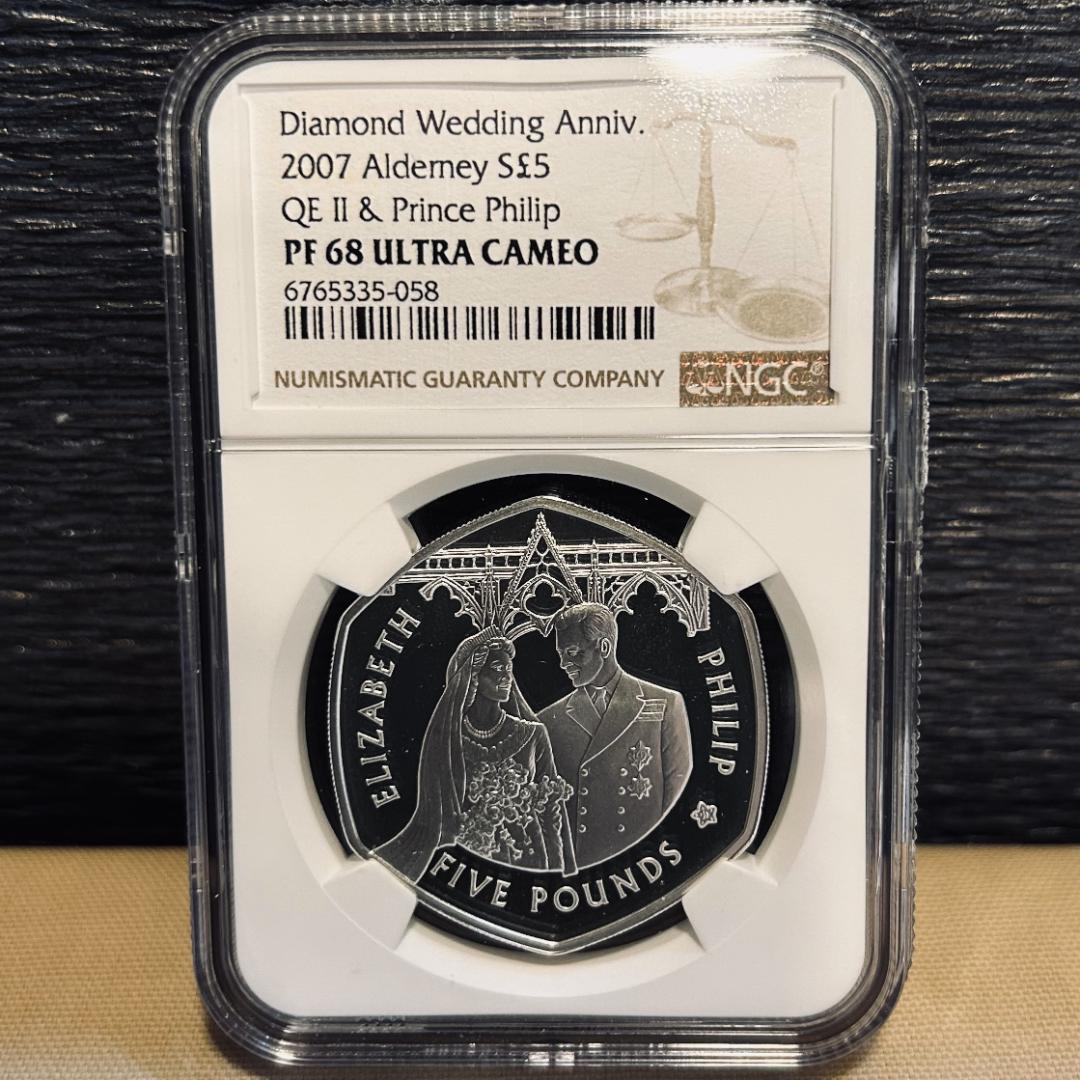 Diamond Wedding Anniv.
2007 Alderney S£5
QE II & Prince Philip
PF 68 ULTRA CAMEO
6765335-058
NUMISMATIC GUARANTY COMPANY
NGC®
ELIZABETH
PHILIP
FIVE POUNDS